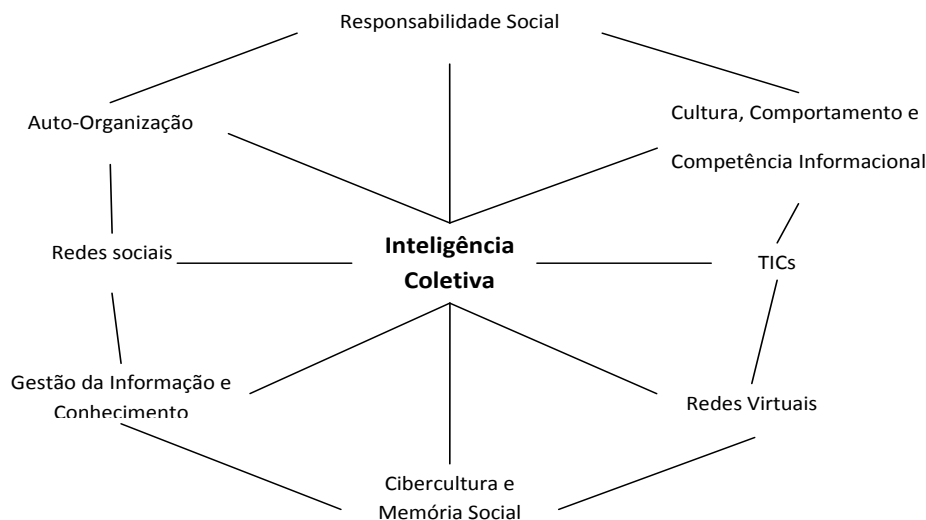 Responsabilidade Social
Auto-Organização
Cultura, Comportamento e
Competência Informacional
Redes sociais
Inteligência
Coletiva
TICs
Gestão da Informação e
Conhecimento
Redes Virtuais
Cibercultura e
Memória Social